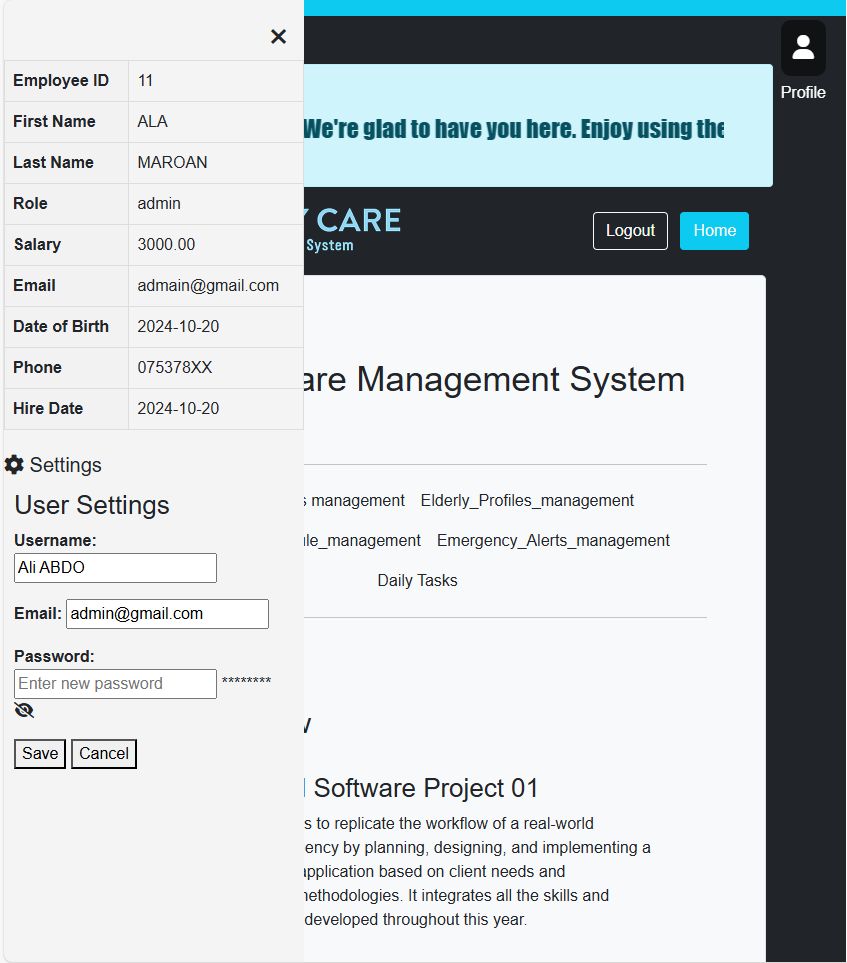 Employee ID 11
First Name ALA
Last Name MAROAN
Role admin
Salary 3000.00
Email admain@gmail.com
Date of Birth 2024-10-20
Phone 075378XX
Hire Date 2024-10-20
Settings
User Settings
Username:
Ali ABDO
Email: admin@gmail.com
Password:
Enter new password ********
Save Cancel
Profile
We're glad to have you here. Enjoy using the
CARE
System
Logout Home
are Management System
management Elderly_Profiles_management
le_management Emergency_Alerts_management
Daily Tasks
Software Project 01
s to replicate the workflow of a real-world
ency by planning, designing, and implementing a
application based on client needs and
methodologies. It integrates all the skills and
developed throughout this year.